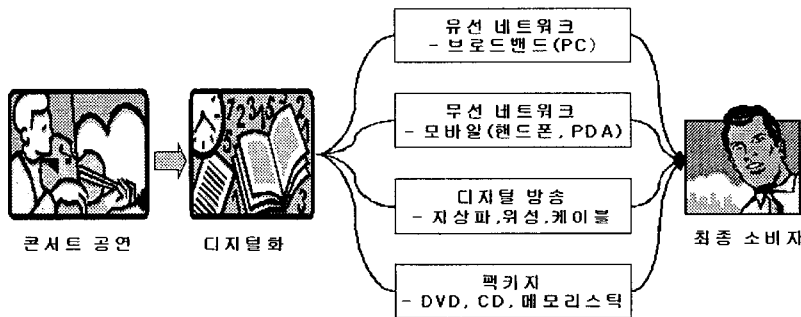 유선 네트워크
- 브로드밴드(PC)
무선 네트워크
- 모바일(핸드폰, PDA)
디지털 방송
- 지상파,위성,케이블
팩키지
- DVD, CD, 메모리스틱
콘서트 공연
디지털화
최종 소비자